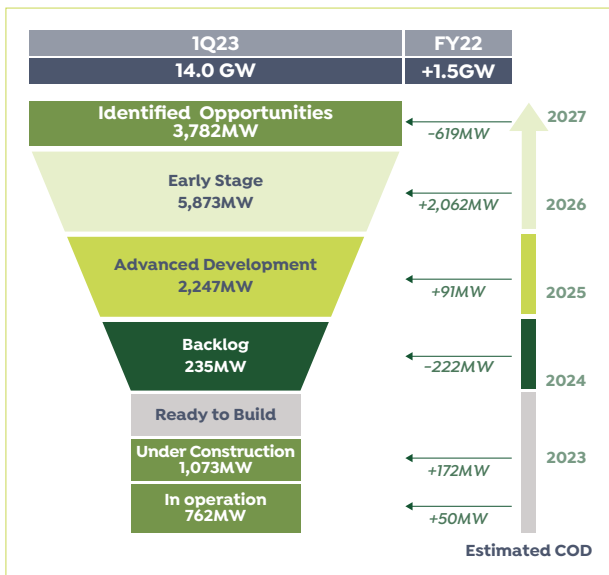 1Q23 FY22
14.0 GW +1.5GW
Identified Opportunities
3,782MW
-619MW
2027
Early Stage
5,873MW
+2,062MW
2026
Advanced Development
2,247MW
+91MW
2025
Backlog
235MW
-222MW
2024
Ready to Build
Under Construction
1,073MW
+172MW
2023
In operation
762MW
+50MW
Estimated COD